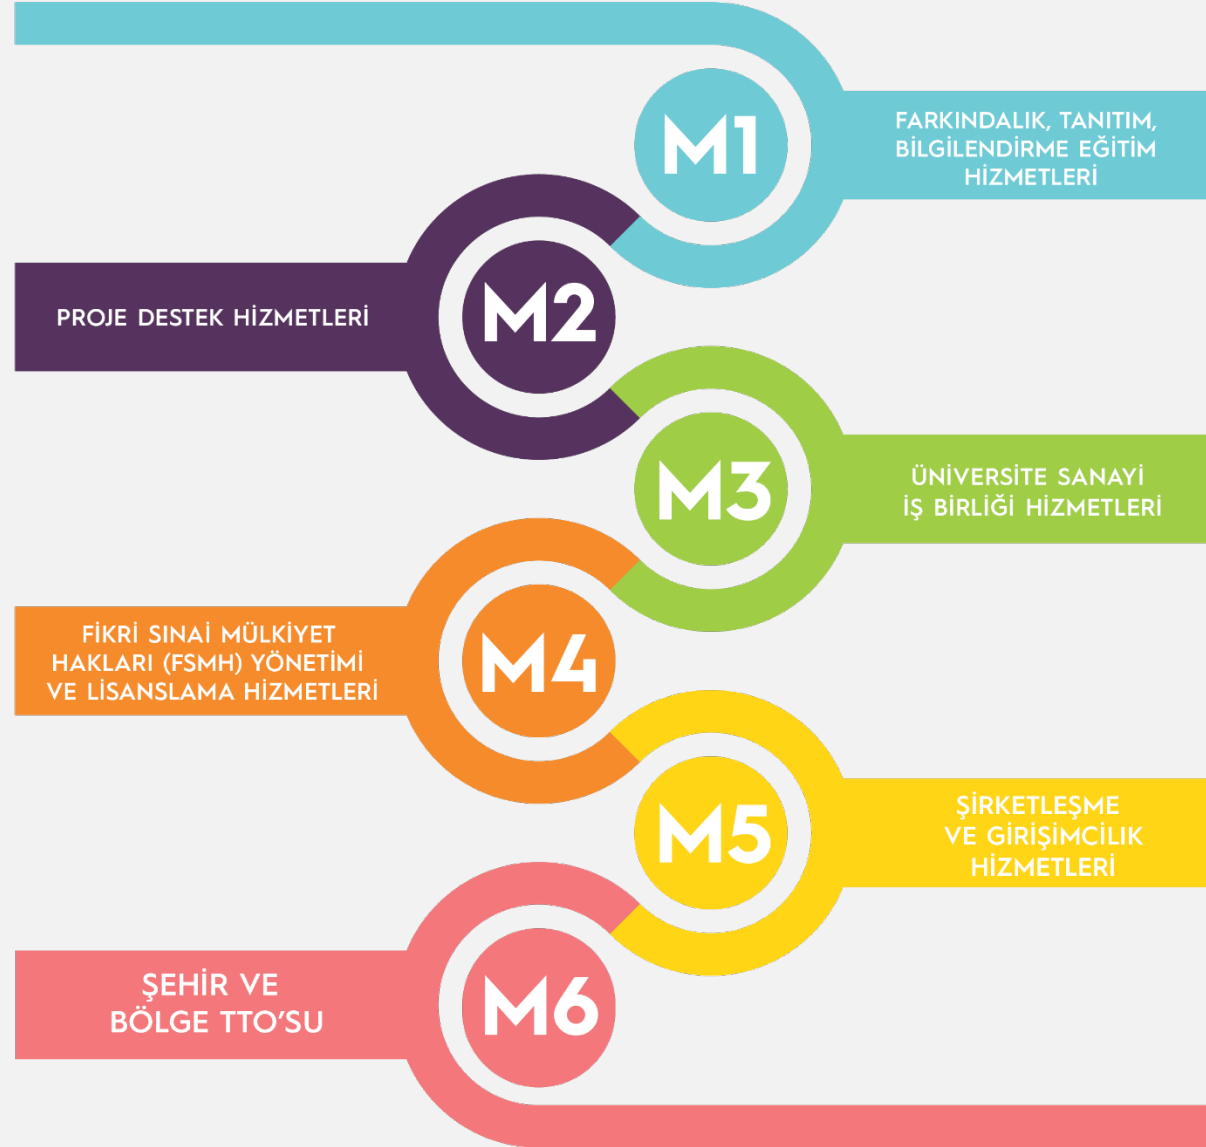 M1
FARKINDALIK, TANITIM,
BİLGİLENDİRME EĞİTİM
HİZMETLERİ
M2
PROJE DESTEK HİZMETLERİ
M3
ÜNİVERSİTE SANAYİ
İŞ BİRLİĞİ HİZMETLERİ
M4
FİKRİ SINAİ MÜLKİYET
HAKLARI (FSMH) YÖNETİMİ
VE LİSANSLAMA HİZMETLERİ
M5
ŞİRKETLEŞME
VE GİRİŞİMCİLIK
HİZMETLERİ
M6
ŞEHİR VE
BÖLGE TTO'SU